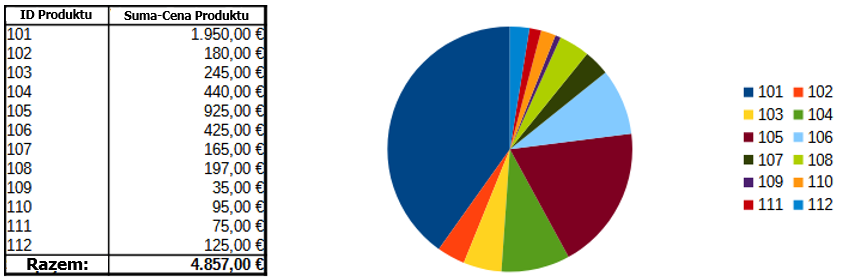 ID Produktu Suma-Cena Produktu
101 1.950,00 €
102 180,00 €
103 245,00 €
104 440,00 €
105 925,00 €
106 425,00 €
107 165,00 €
108 197,00 €
109 35,00 €
110 95,00 €
111 75,00 €
112 125,00 €
Razem: 4.857,00 €
101 102
103 104
105 106
107 108
109 110
111 112